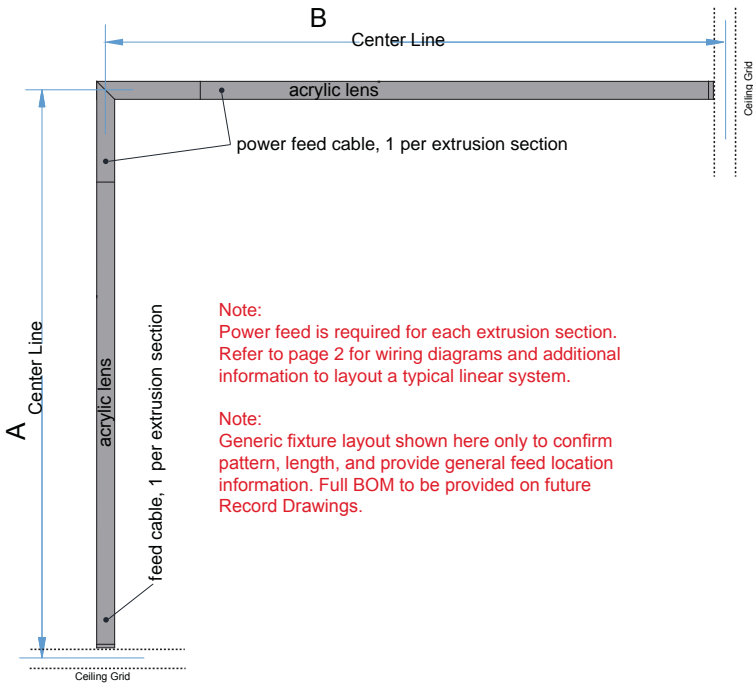 B
Center Line
Ceiling Grid
acrylic lens
power feed cable, 1 per extrusion section
A
Center Line
acrylic lens
feed cable, 1 per extrusion section
Note:
Power feed is required for each extrusion section.
Refer to page 2 for wiring diagrams and additional
information to layout a typical linear system.
Note:
Generic fixture layout shown here only to confirm
pattern, length, and provide general feed location
information. Full BOM to be provided on future
Record Drawings.
Ceiling Grid